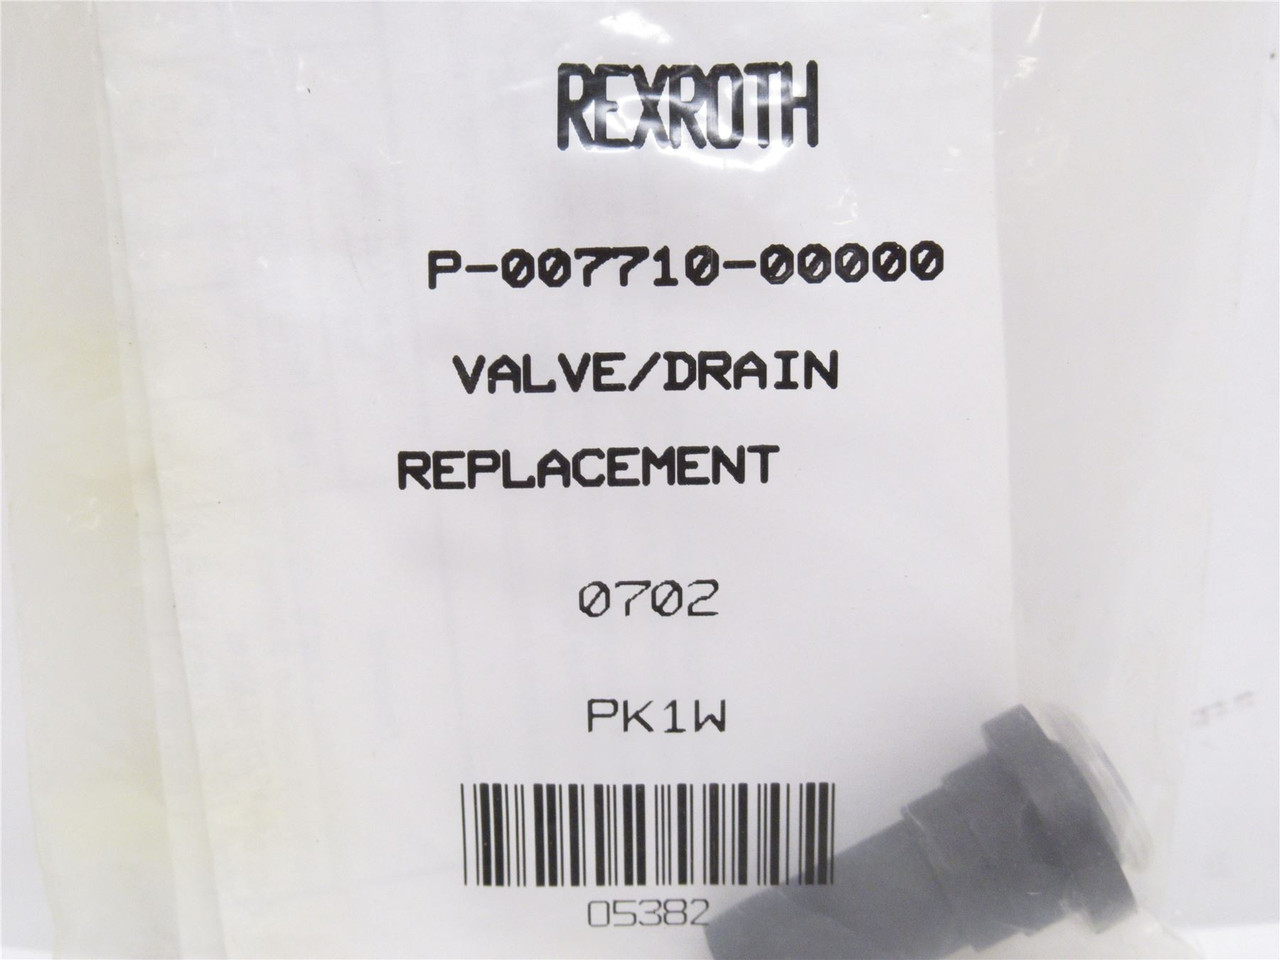 REXROTH
P-007710-00000
VALVE/DRAIN
REPLACEMENT
0702
PK1W
05382